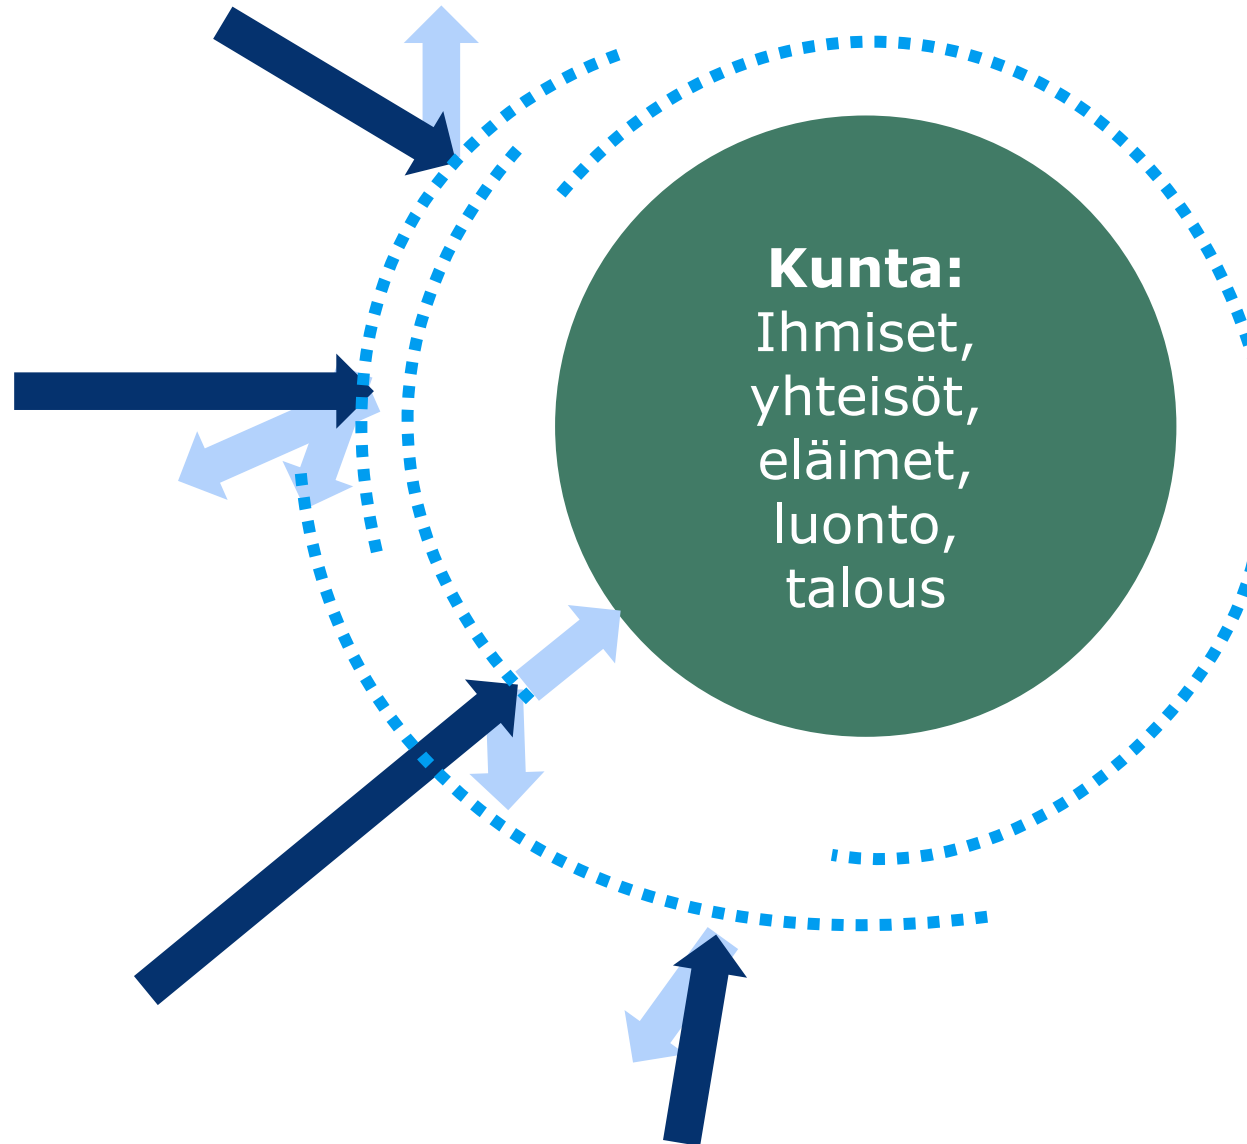 Kunta:
Ihmiset,
yhteisöt,
eläimet,
luonto,
talous